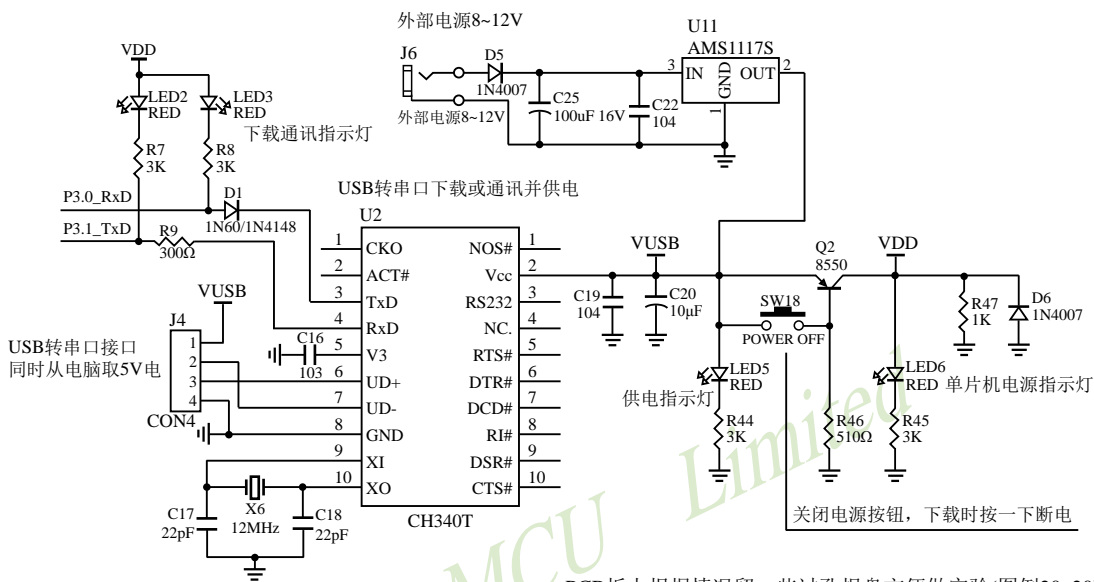 外部电源8~12V
U11
AMS1117S
J6
D5
1N4007
3
IN
OUT
2
GND
1
VDD
LED2
RED
LED3
RED
下载通讯指示灯
外部电源8~12V
C25
100uF 16V
C22
104
R7
3K
R8
3K
P3.0_RxD
D1
1N60/1N4148
P3.1_TxD
R9
300Ω
USB转串口下载或通讯并供电
U2
1
CKO
NOS#
1
2
ACT#
Vcc
2
3
TxD
RS232
3
4
RxD
NC.
4
5
V3
RTS#
5
6
UD+
DTR#
6
7
UD-
DCD#
7
8
GND
RI#
8
9
XI
DSR#
9
10
XO
CTS#
10
CH340T
VUSB
J4
1
2
3
4
CON4
USB转串口接口
同时从电脑取5V电
C16
103
C17
22pF
X6
12MHz
C18
22pF
VUSB
C19
104
C20
10μF
Q2
8550
VDD
SW18
POWER OFF
R47
1K
D6
1N4007
LED5
RED
供电指示灯
R44
3K
R46
510Ω
LED6
RED
单片机电源指示灯
R45
3K
关闭电源按钮，下载时按一下断电
MCU Limited